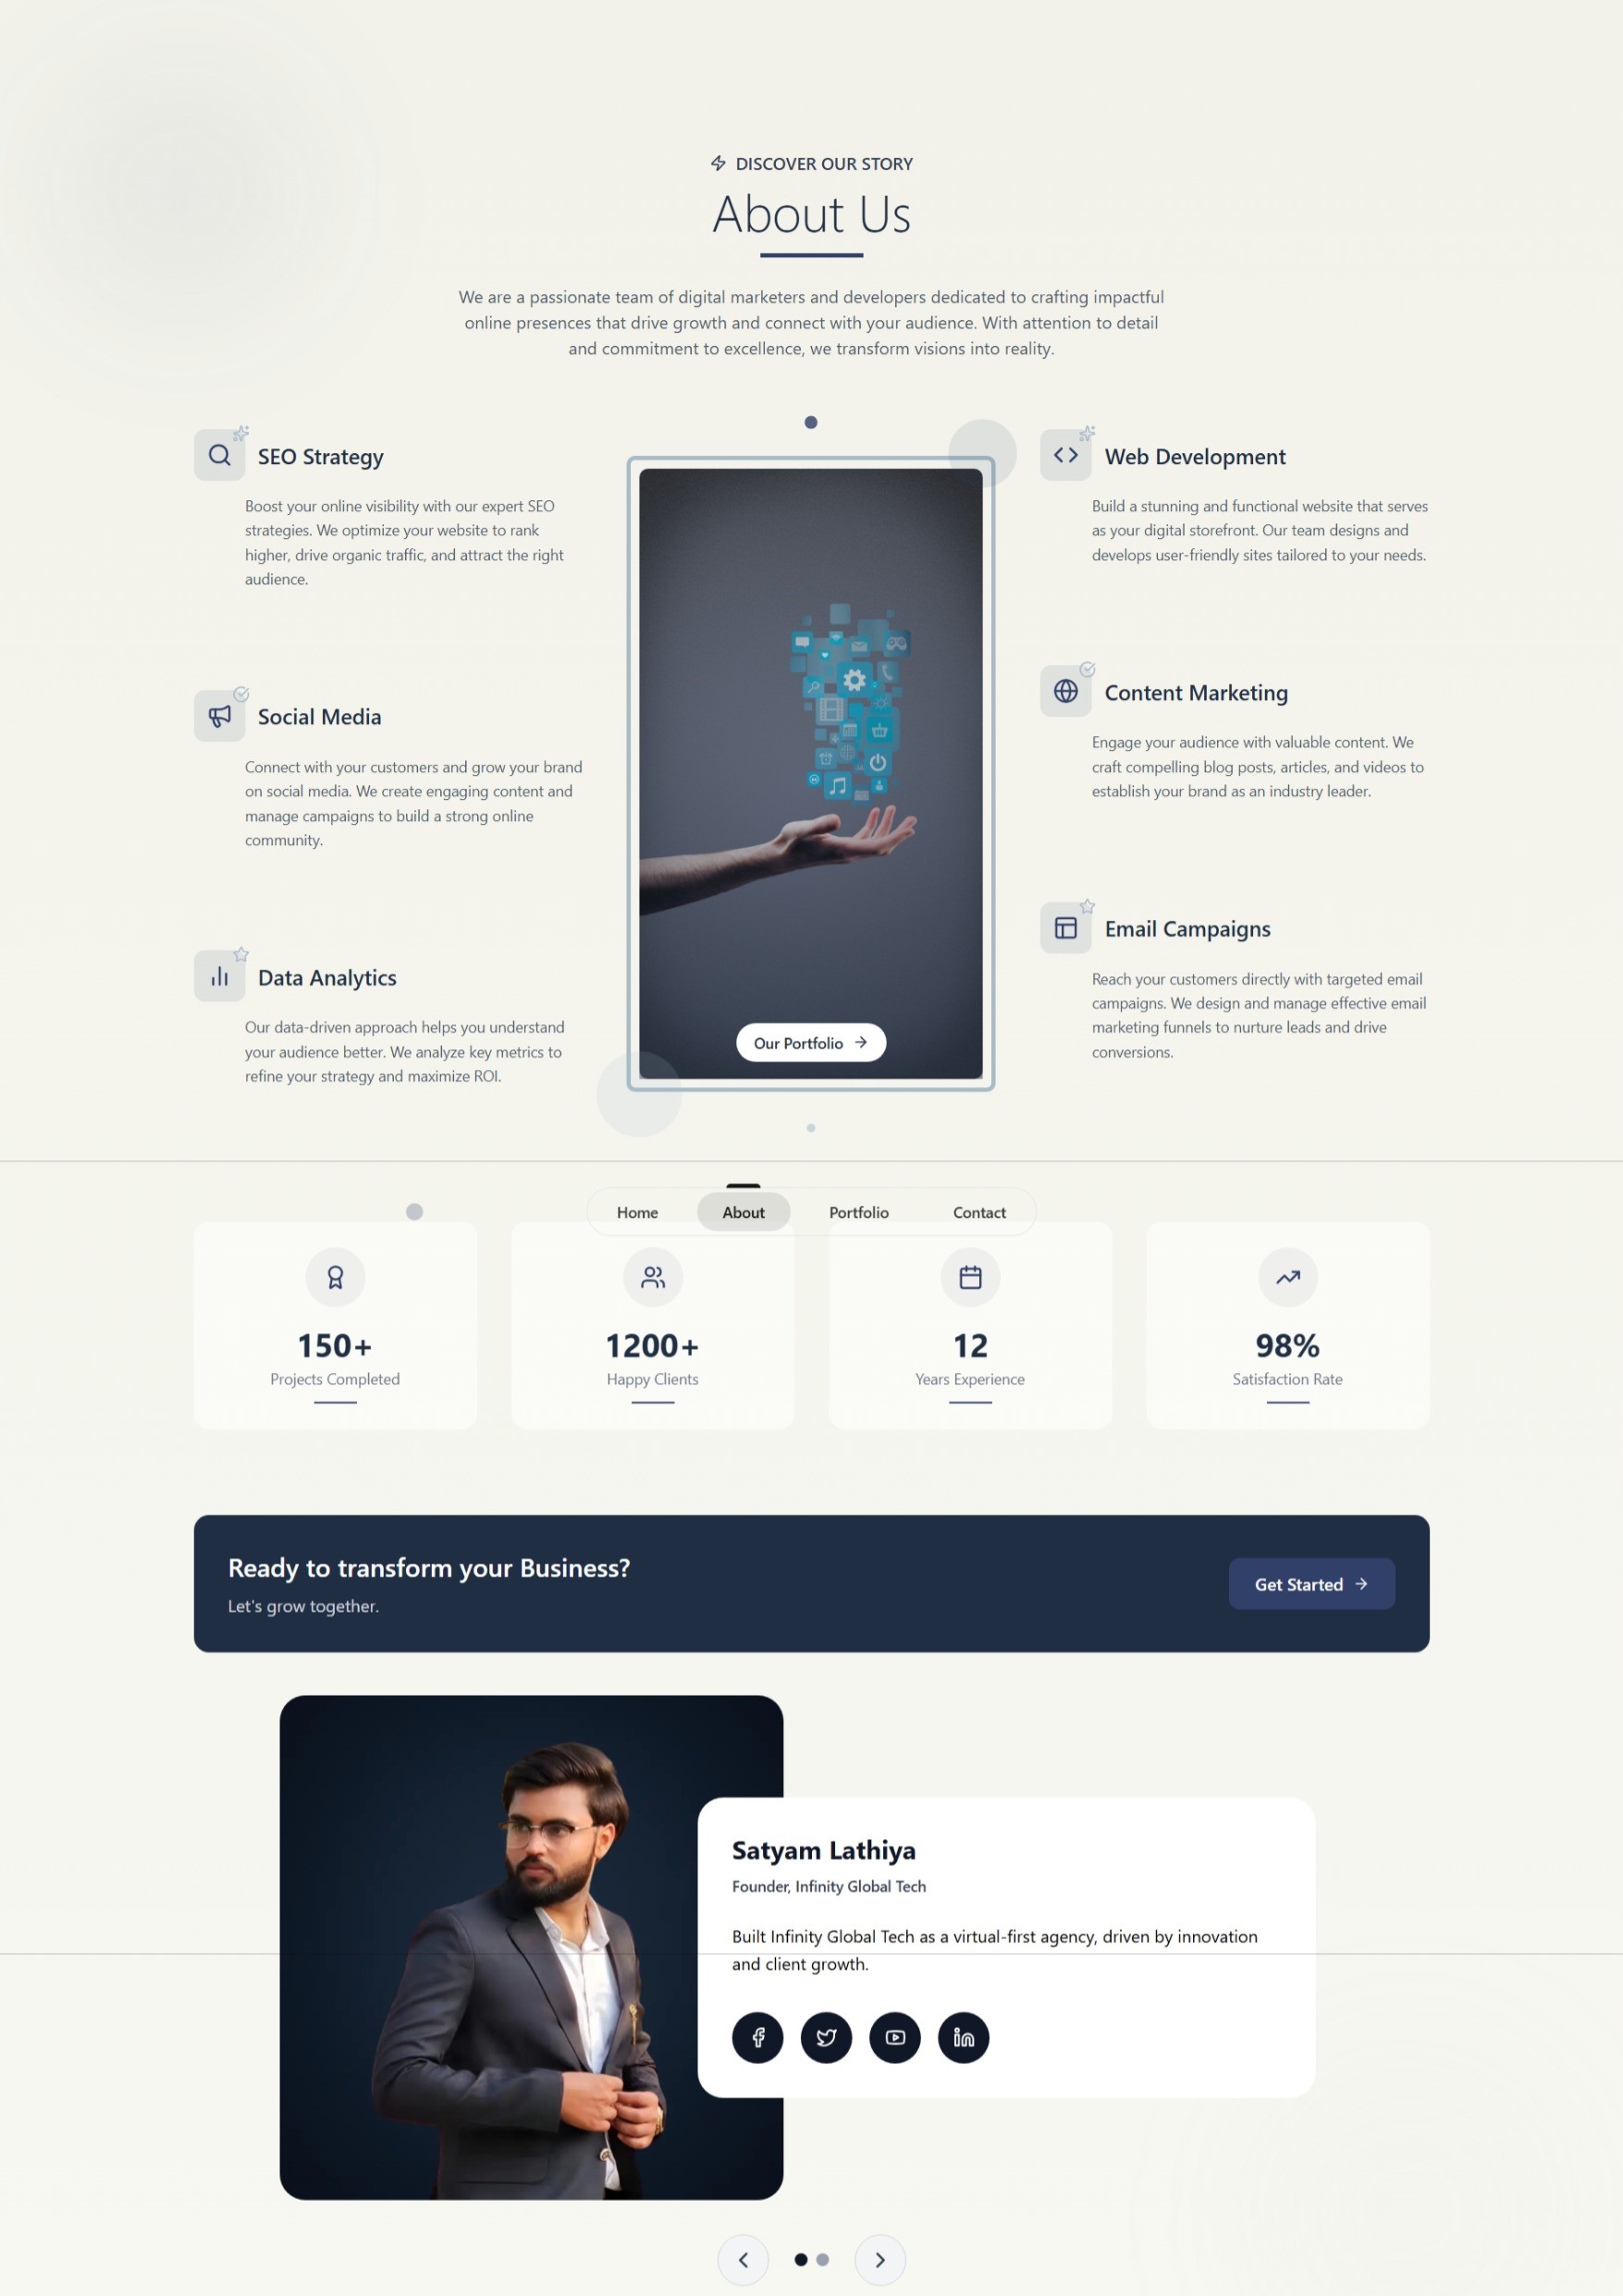 DISCOVER OUR STORY
About Us
We are a passionate team of digital marketers and developers dedicated to crafting impactful
online presences that drive growth and connect with your audience. With attention to detail
and commitment to excellence, we transform visions into reality.
SEO Strategy
Boost your online visibility with our expert SEO
strategies. We optimize your website to rank
higher, drive organic traffic, and attract the right
audience.
Social Media
Connect with your customers and grow your brand
on social media. We create engaging content and
manage campaigns to build a strong online
community.
Data Analytics
Our data-driven approach helps you understand
your audience better. We analyze key metrics to
refine your strategy and maximize ROI.
Our Portfolio
Web Development
Build a stunning and functional website that serves
as your digital storefront. Our team designs and
develops user-friendly sites tailored to your needs.
Content Marketing
Engage your audience with valuable content. We
craft compelling blog posts, articles, and videos to
establish your brand as an industry leader.
Email Campaigns
Reach your customers directly with targeted email
campaigns. We design and manage effective email
marketing funnels to nurture leads and drive
conversions.
Home About Portfolio Contact
150+
Projects Completed
1200+
Happy Clients
12
Years Experience
98%
Satisfaction Rate
Ready to transform your Business?
Let's grow together.
Get Started
Satyam Lathiya
Founder, Infinity Global Tech
Built Infinity Global Tech as a virtual-first agency, driven by innovation
and client growth.